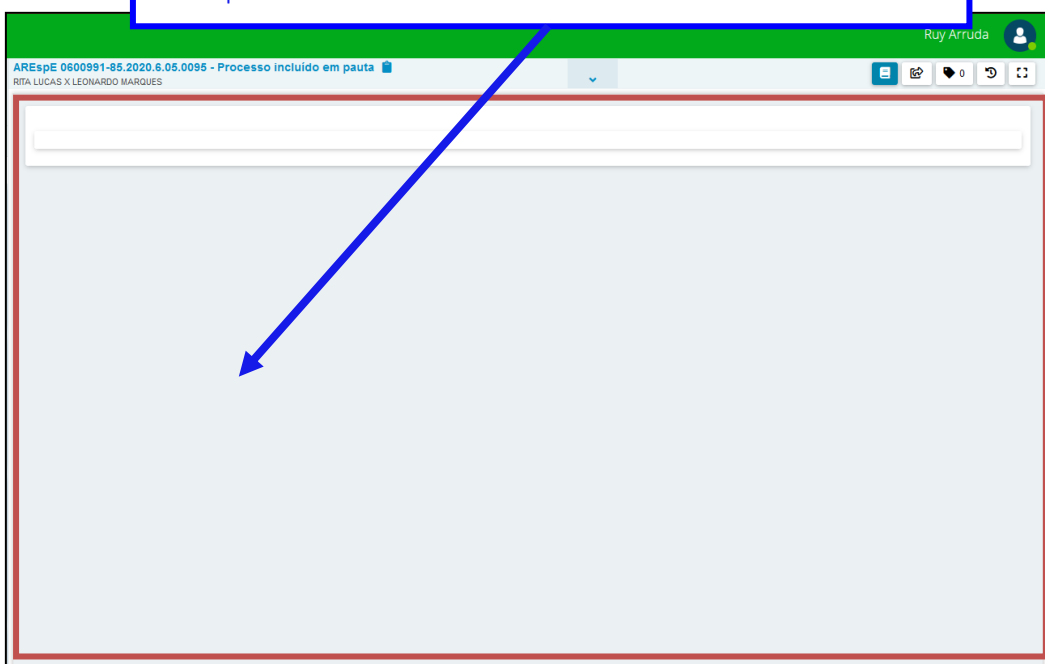 Ruy Arruda
AREspE 0600991-85.2020.6.05.0095 - Processo incluído em pauta
RITA LUCAS X LEONARDO MARQUES
0